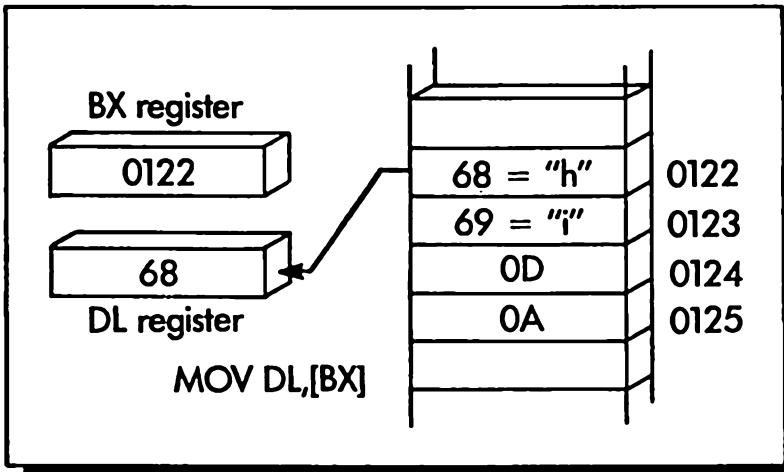 BX register
0122
68
DL register
MOV DL,[BX]
68 = "h" 0122
69 = "i" 0123
0D 0124
0A 0125